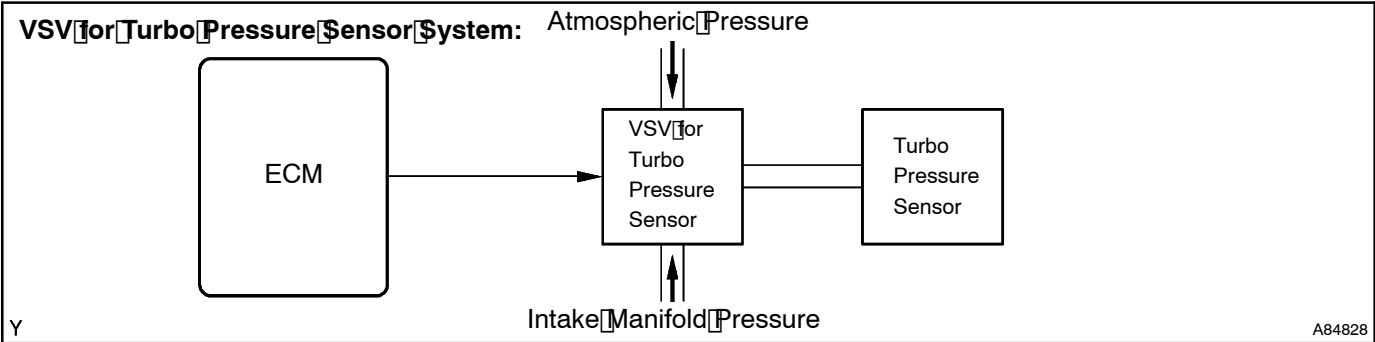 VSV for Turbo Pressure Sensor System:
Atmospheric Pressure
ECM
VSV for
Turbo
Pressure
Sensor
Turbo
Pressure
Sensor
Intake Manifold Pressure
Y
A84828